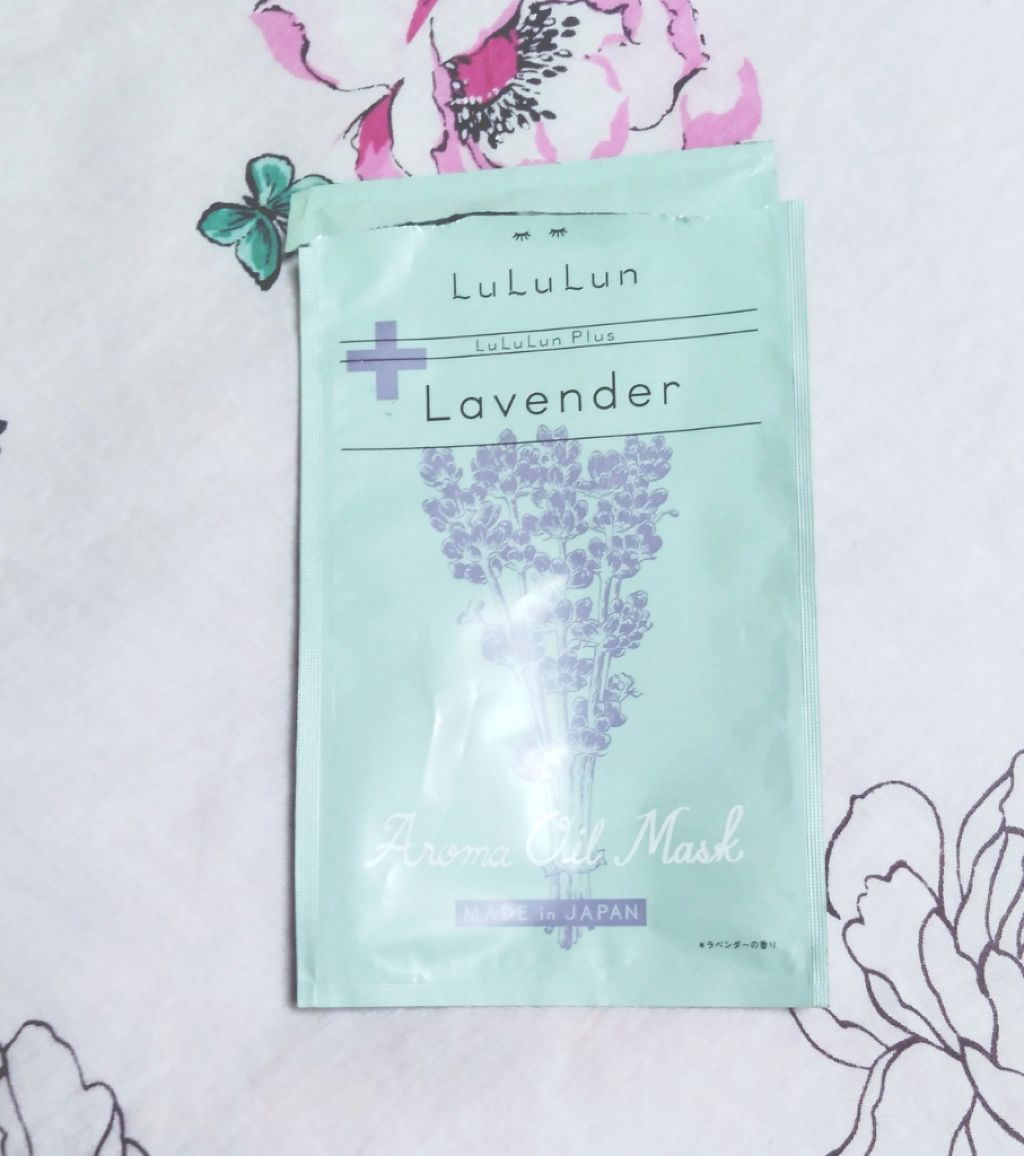 LuLuLun
LuLuLun Plus
Lavender
Aroma Oil Mask
MADE in JAPAN
*ラベンダーの香り